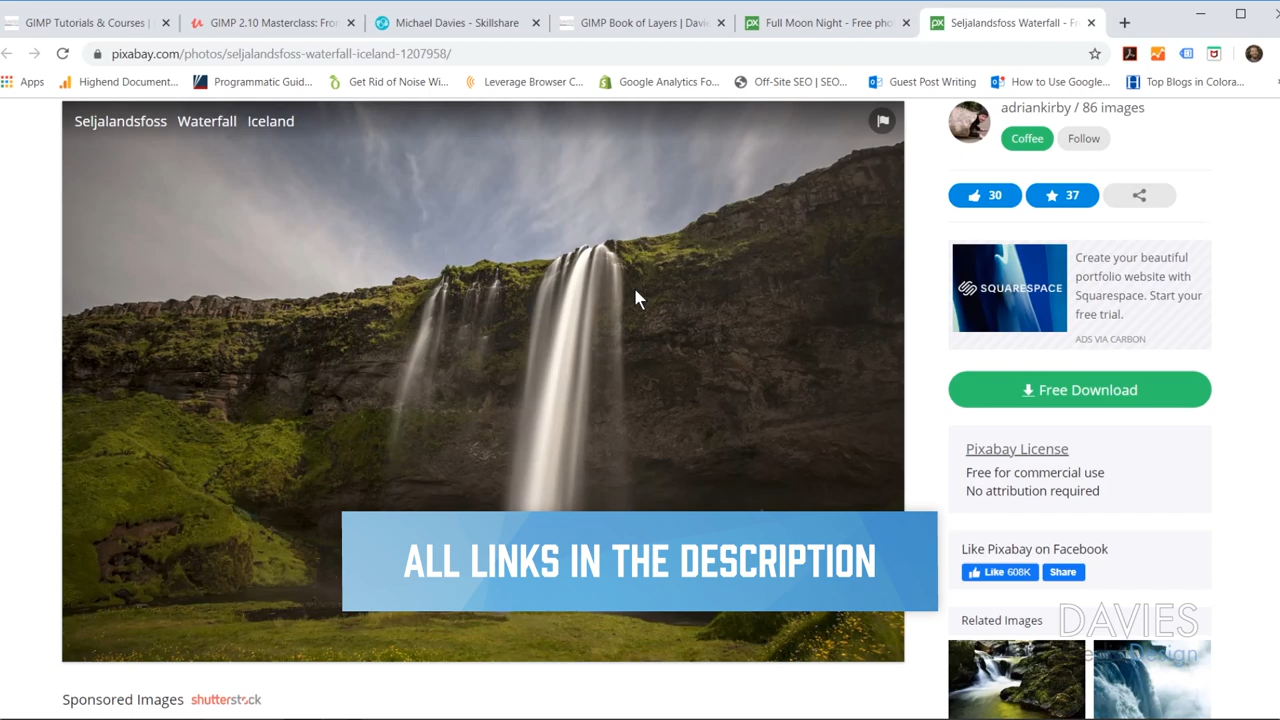 GIMP Tutorials & Courses |
GIMP 2.10 Masterclass: From
Michael Davies - Skillshare
GIMP Book of Layers | Davie
Full Moon Night - Free pho
Seljalandsfoss Waterfall - Fr
pixabay.com/photos/seljalandsfoss-waterfall-iceland-1207958/
Apps
Highend Document...
Programmatic Guid...
Get Rid of Noise Wi...
Leverage Browser C...
Google Analytics Fo...
Off-Site SEO | SEO...
Guest Post Writing
How to Use Google...
Top Blogs in Colora...
Seljalandsfoss Waterfall Iceland
adriankirby / 86 images
Coffee
Follow
30
37
SQUARESPACE
Create your beautiful
portfolio website with
Squarespace. Start your
free trial.
ADS VIA CARBON
Free Download
Pixabay License
Free for commercial use
No attribution required
ALL LINKS IN THE DESCRIPTION
Like Pixabay on Facebook
Like 608K
Share
Related Images
DAVIES
Sponsored Images shutterstock